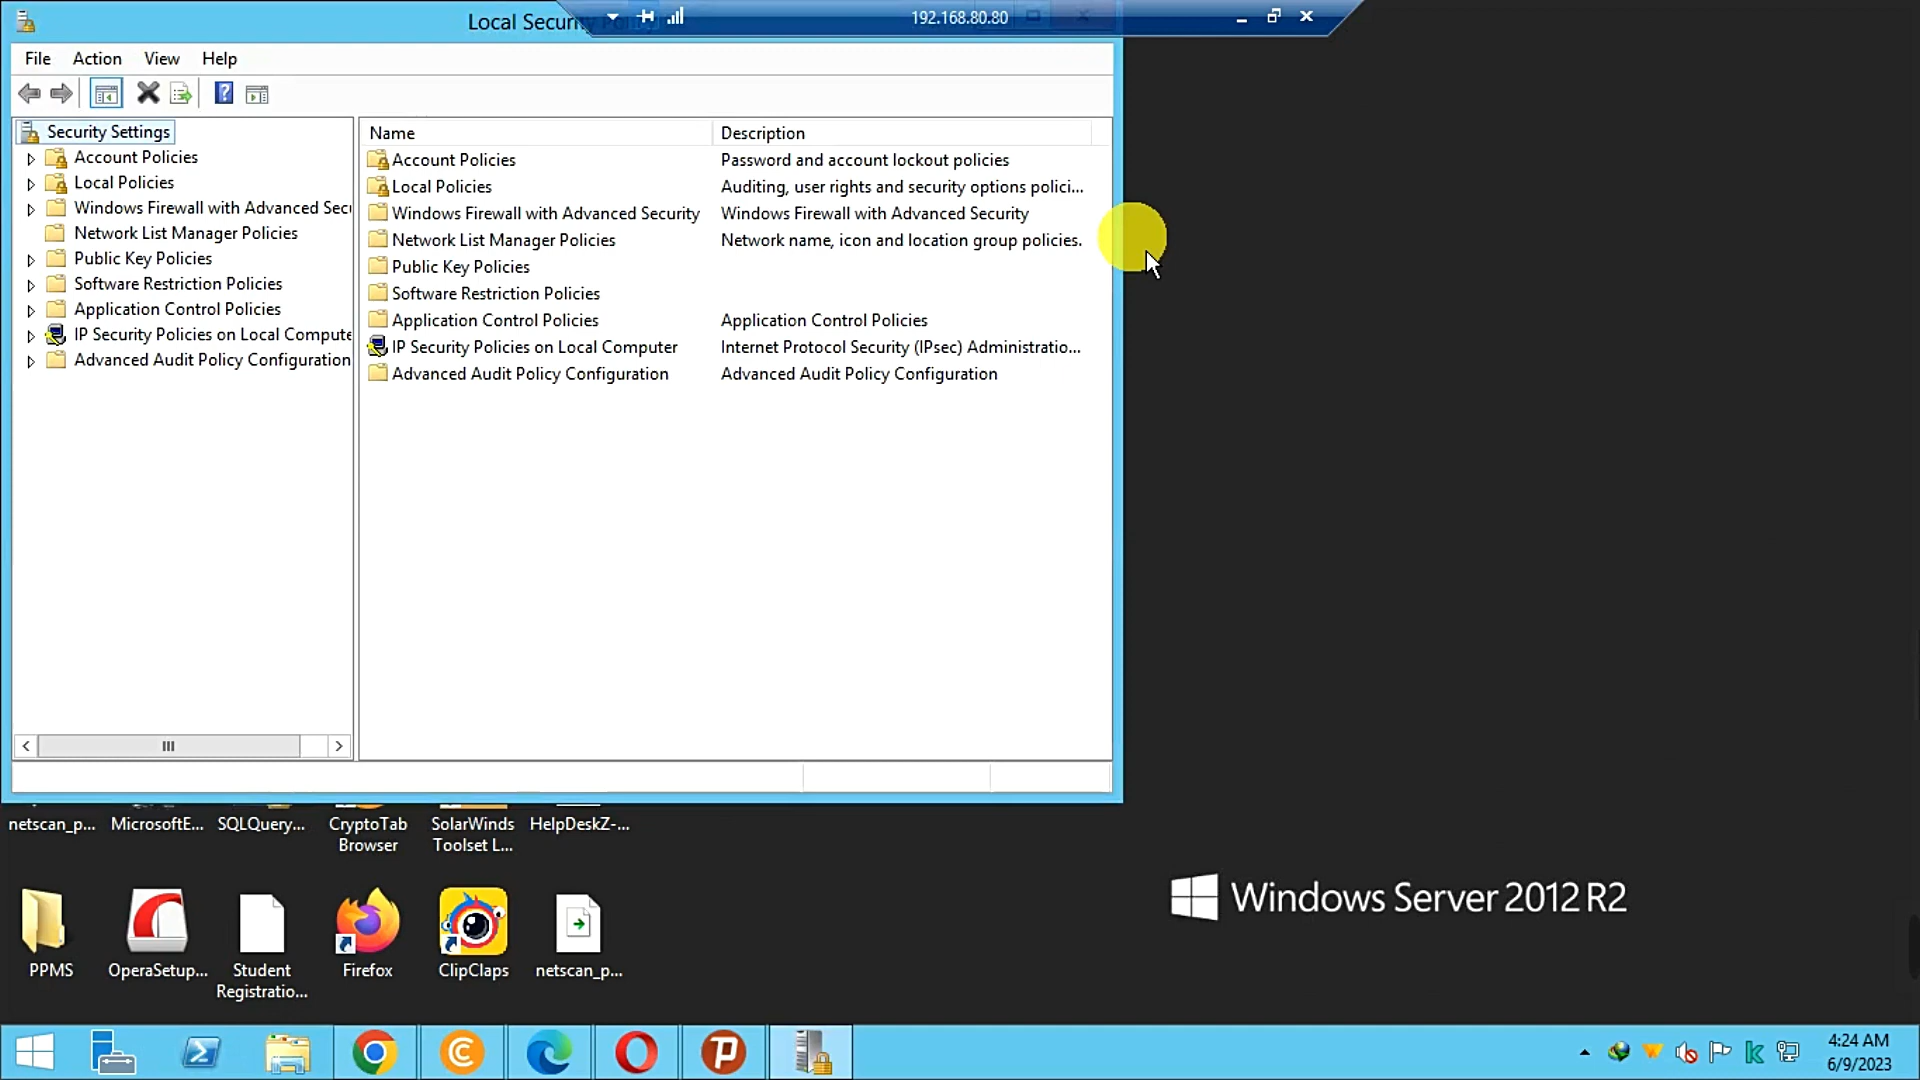 Local Securi
192.168.80.80
File Action View Help
Security Settings
Account Policies
Local Policies
Windows Firewall with Advanced Secu
Network List Manager Policies
Public Key Policies
Software Restriction Policies
Application Control Policies
IP Security Policies on Local Compute
Advanced Audit Policy Configuration
Name Description
Account Policies Password and account lockout policies
Local Policies Auditing, user rights and security options polici...
Windows Firewall with Advanced Security Windows Firewall with Advanced Security
Network List Manager Policies Network name, icon and location group policies.
Public Key Policies
Software Restriction Policies
Application Control Policies Application Control Policies
IP Security Policies on Local Computer Internet Protocol Security (IPsec) Administratio...
Advanced Audit Policy Configuration Advanced Audit Policy Configuration
netscan_p... MicrosoftE... SQLQuery... CryptoTab SolarWinds HelpDeskZ-...
Browser Toolset L...
PPMS OperaSetup... Student Firefox ClipClaps netscan_p...
Registratio...
Windows Server 2012 R2
4:24 AM
6/9/2023